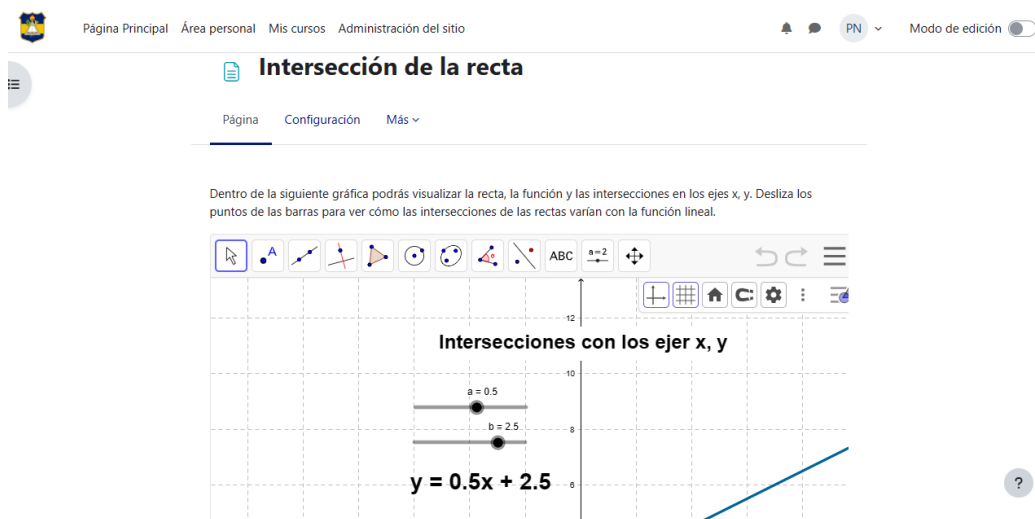 Página Principal Área personal Mis cursos Administración del sitio PN Modo de edición
Intersección de la recta
Página Configuración Más
Dentro de la siguiente gráfica podrás visualizar la recta, la función y las intersecciones en los ejes x, y. Desliza los
puntos de las barras para ver cómo las intersecciones de las rectas varían con la función lineal.
A ABC a=2
12
Intersecciones con los ejer x, y
10
a = 0.5
b = 2.5
8
y = 0.5x + 2.5
6
?